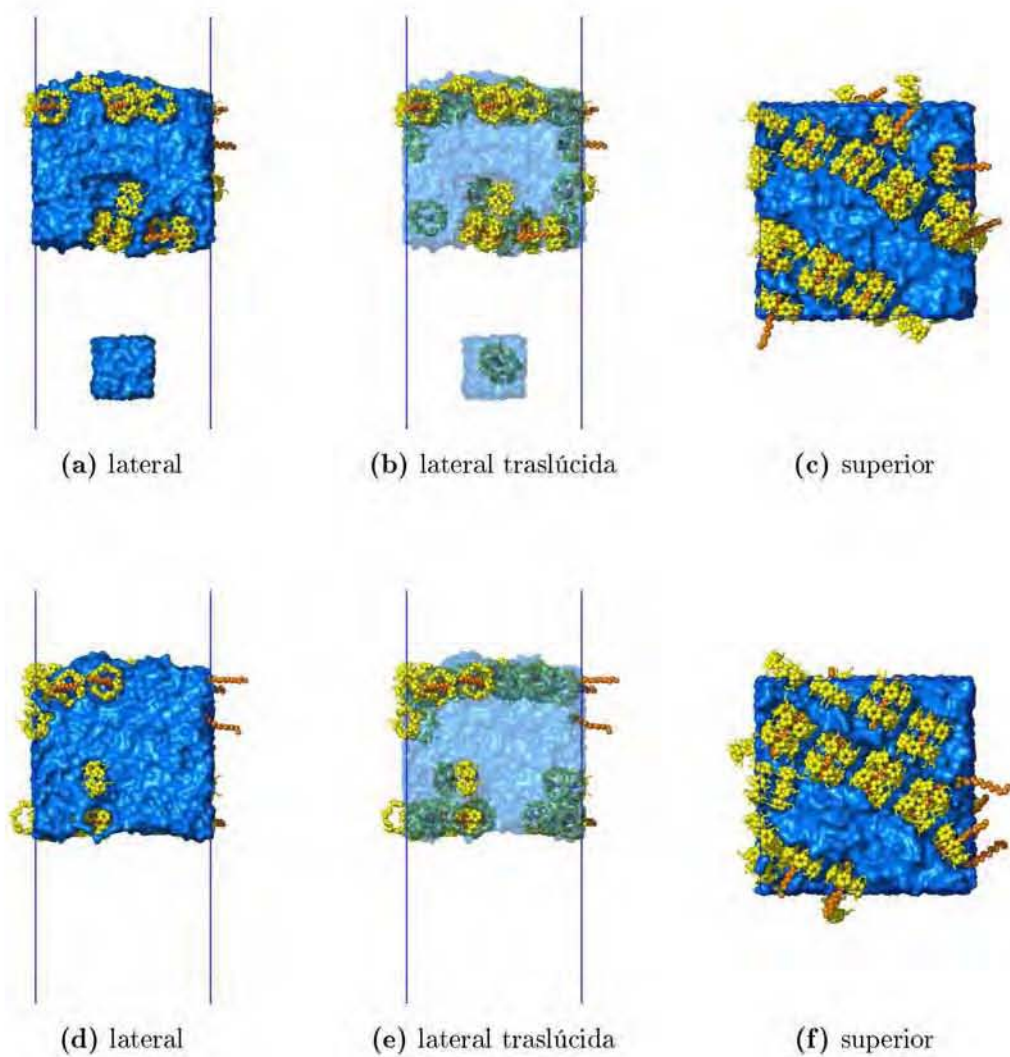 (a) lateral
(b) lateral traslúcida
(c) superior
(d) lateral
(e) lateral traslúcida
(f) superior